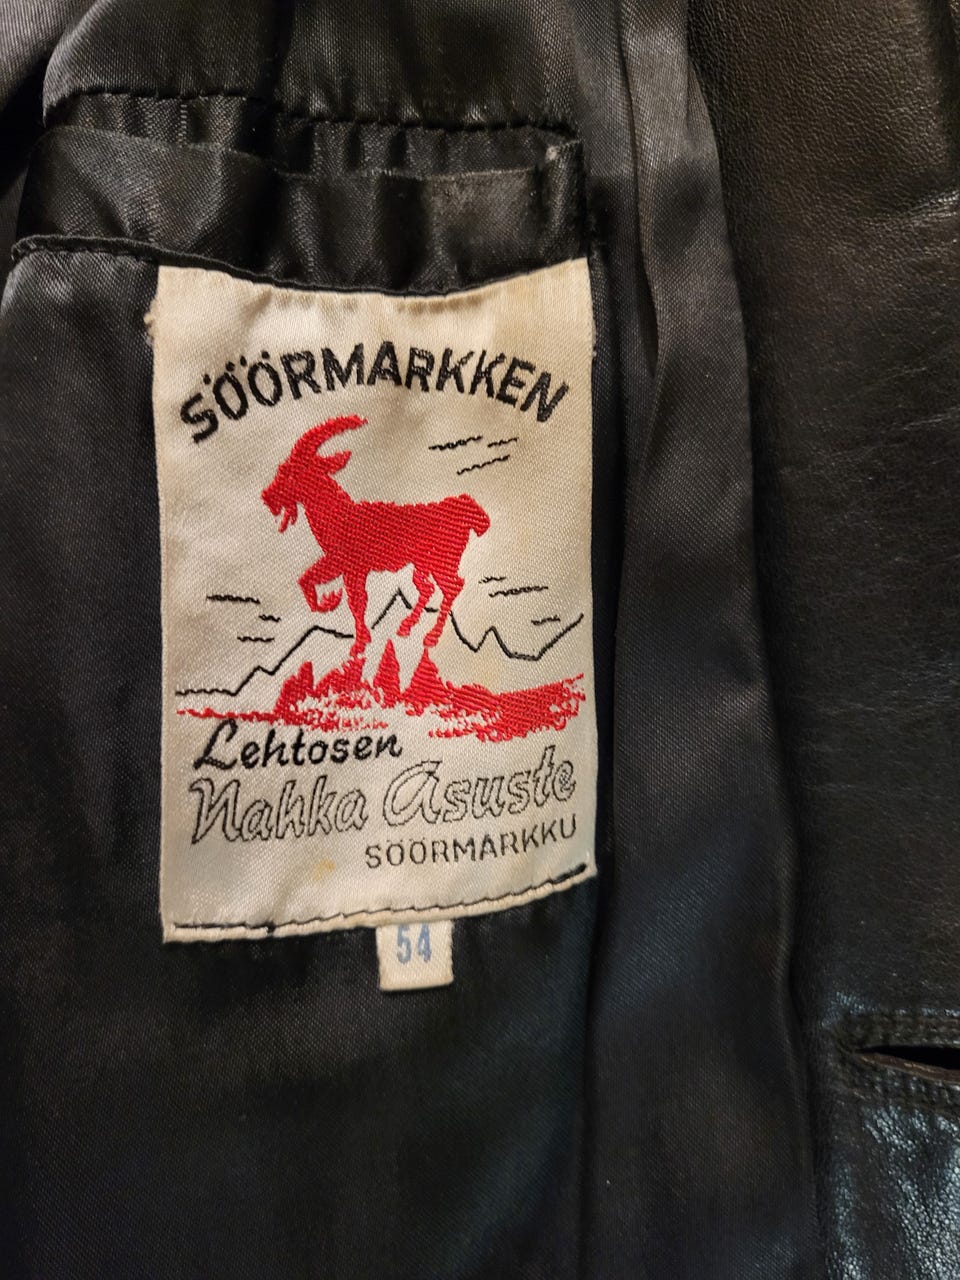 SÖÖRMARKKEN
Lehtosen
Nahka Asuste
SÖÖRMARKKU
54